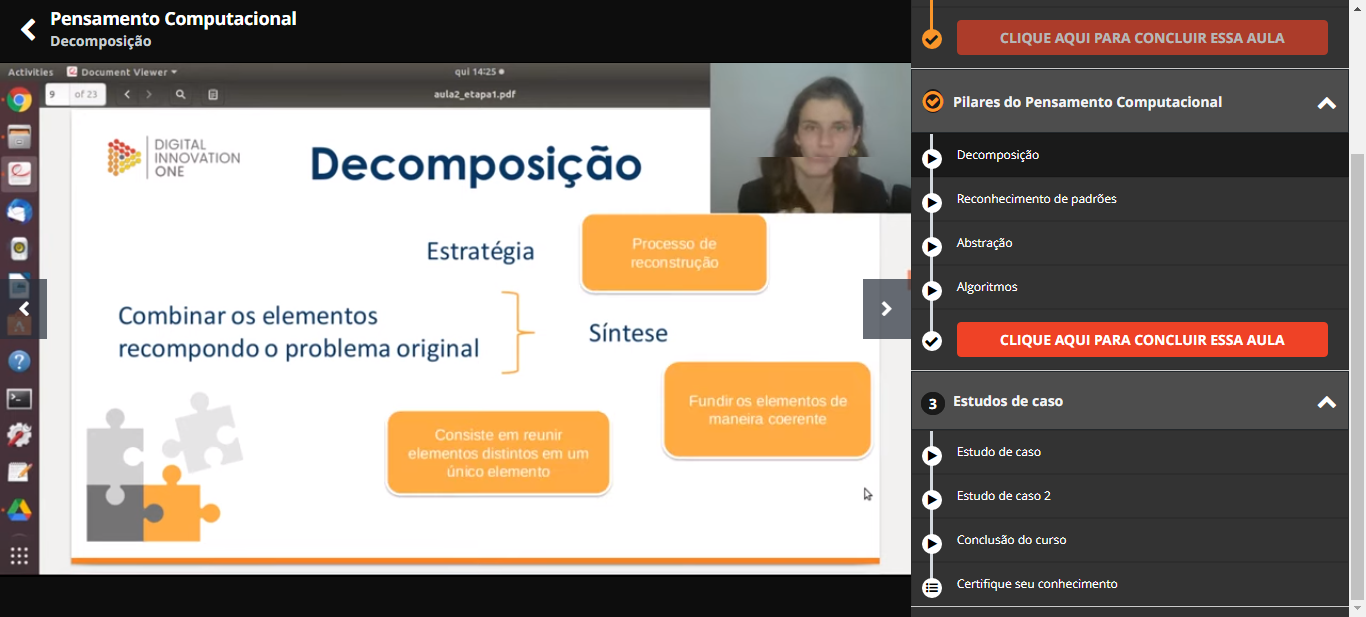 Pensamento Computacional
Decomposição
Activities
Document Viewer
qui 14:25
9
of 23
aula2_etapa1.pdf
DIGITAL
INNOVATION
ONE
Decomposição
Estratégia
Processo de
reconstrução
Combinar os elementos
recompondo o problema original
Síntese
Fundir os elementos de
maneira coerente
Consiste em reunir
elementos distintos em um
único elemento
CLIQUE AQUI PARA CONCLUIR ESSA AULA
Pilares do Pensamento Computacional
Decomposição
Reconhecimento de padrões
Abstração
Algoritmos
CLIQUE AQUI PARA CONCLUIR ESSA AULA
3
Estudos de caso
Estudo de caso
Estudo de caso 2
Conclusão do curso
Certifique seu conhecimento